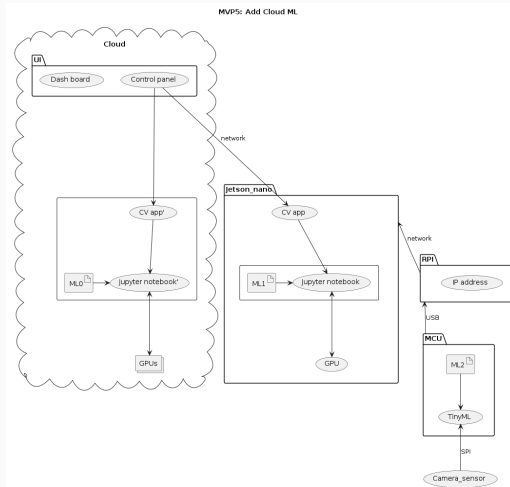 MVP5: Add Cloud ML
Cloud
UI
Dash board
Control panel
network
Jetson_nano
CV app'
CV app
network
RPI
IP address
ML0
Jupyter notebook'
ML1
Jupyter notebook
USB
MCU
GPUs
GPU
ML2
TinyML
SPI
Camera_sensor